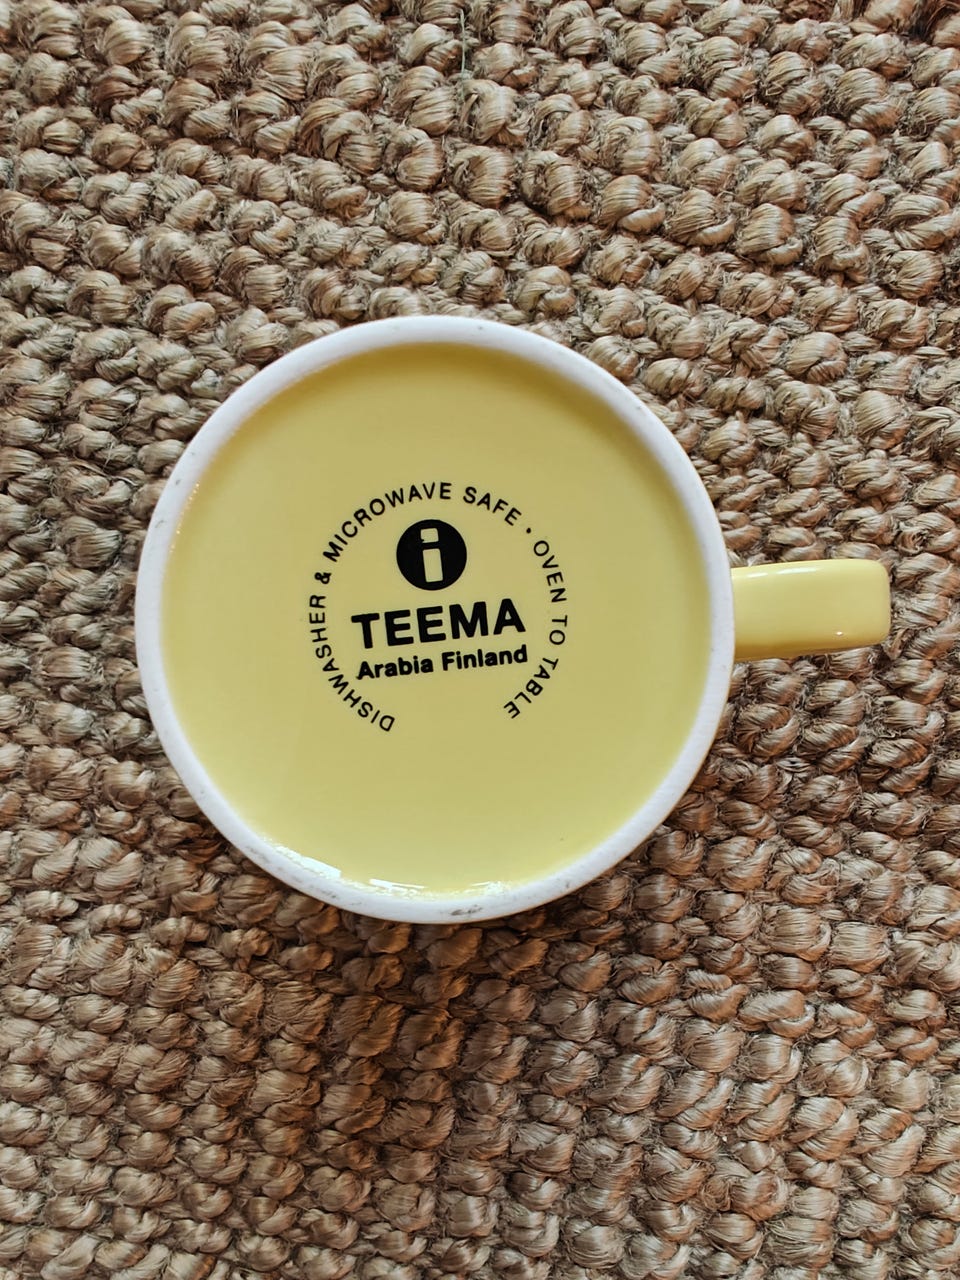 DISHWASHER & MICROWAVE SAFE · OVEN TO TABLE
i
TEEMA
Arabia Finland